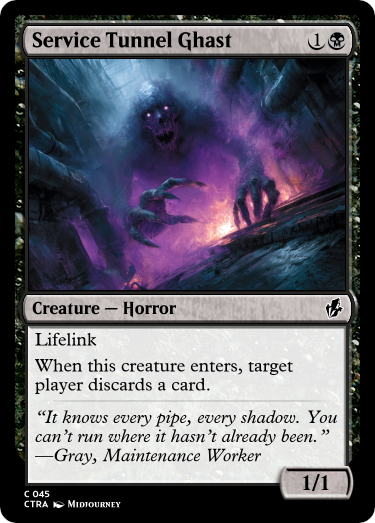 Service Tunnel Ghast 1
Creature — Horror
Lifelink
When this creature enters, target
player discards a card.
“It knows every pipe, every shadow. You
can’t run where it hasn’t already been.”
—Gray, Maintenance Worker
1/1
C 045
CTRA Midjourney